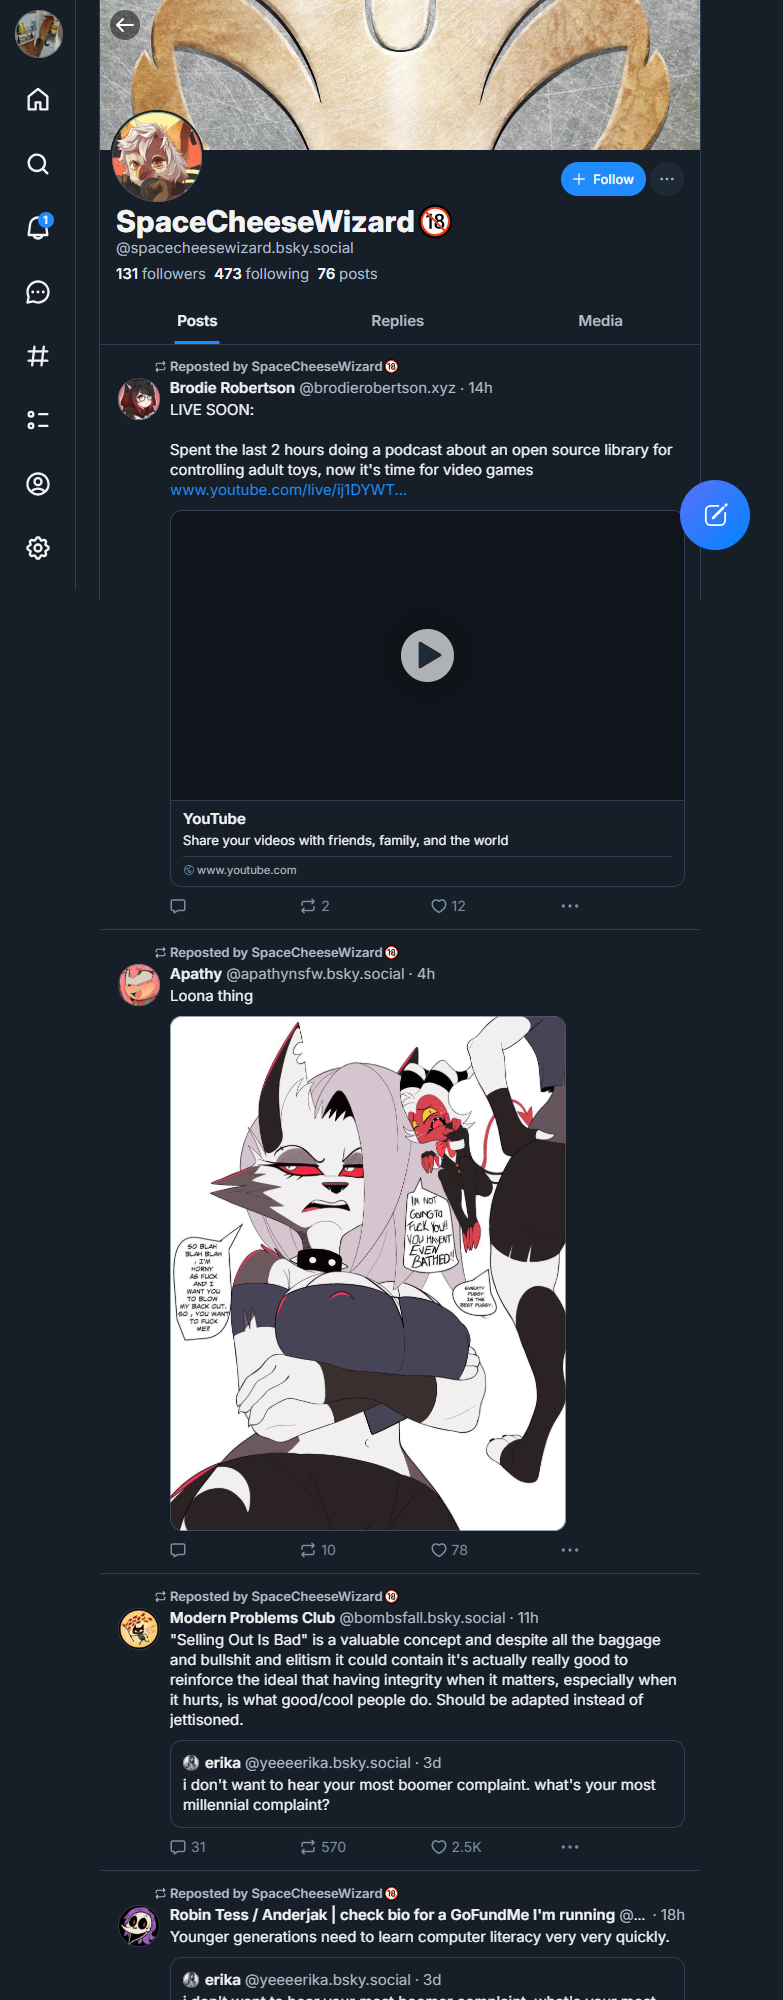 1
+ Follow
SpaceCheeseWizard 🔞
@spacecheesewizard.bsky.social
131 followers 473 following 76 posts
Posts Replies Media
Reposted by SpaceCheeseWizard 🔞
Brodie Robertson @brodierobertson.xyz · 14h
LIVE SOON:
Spent the last 2 hours doing a podcast about an open source library for
controlling adult toys, now it's time for video games
www.youtube.com/live/ij1DYWT...
YouTube
Share your videos with friends, family, and the world
www.youtube.com
2 12
Reposted by SpaceCheeseWizard 🔞
Apathy @apathynsfw.bsky.social · 4h
Loona thing
I'M NOT
GOING TO
FUCK YOU!!
YOU HAVEN'T
EVEN
BATHED!!
SO BLAH
BLAH BLAH
, I'M
HORNY
AS FUCK
AND I
WANT YOU
TO BLOW
MY BACK OUT.
SO , YOU WANT
TO FUCK
ME?
SWEATY
PUSSY
IS THE
BEST PUSSY.
10 78
Reposted by SpaceCheeseWizard 🔞
Modern Problems Club @bombsfall.bsky.social · 11h
"Selling Out Is Bad" is a valuable concept and despite all the baggage
and bullshit and elitism it could contain it's actually really good to
reinforce the ideal that having integrity when it matters, especially when
it hurts, is what good/cool people do. Should be adapted instead of
jettisoned.
erika @yeeeerika.bsky.social · 3d
i don't want to hear your most boomer complaint. what's your most
millennial complaint?
31 570 2.5K
Reposted by SpaceCheeseWizard 🔞
Robin Tess / Anderjak | check bio for a GoFundMe I'm running @... · 18h
Younger generations need to learn computer literacy very very quickly.
erika @yeeeerika.bsky.social · 3d
i don't want to hear your most boomer complaint. what's your most